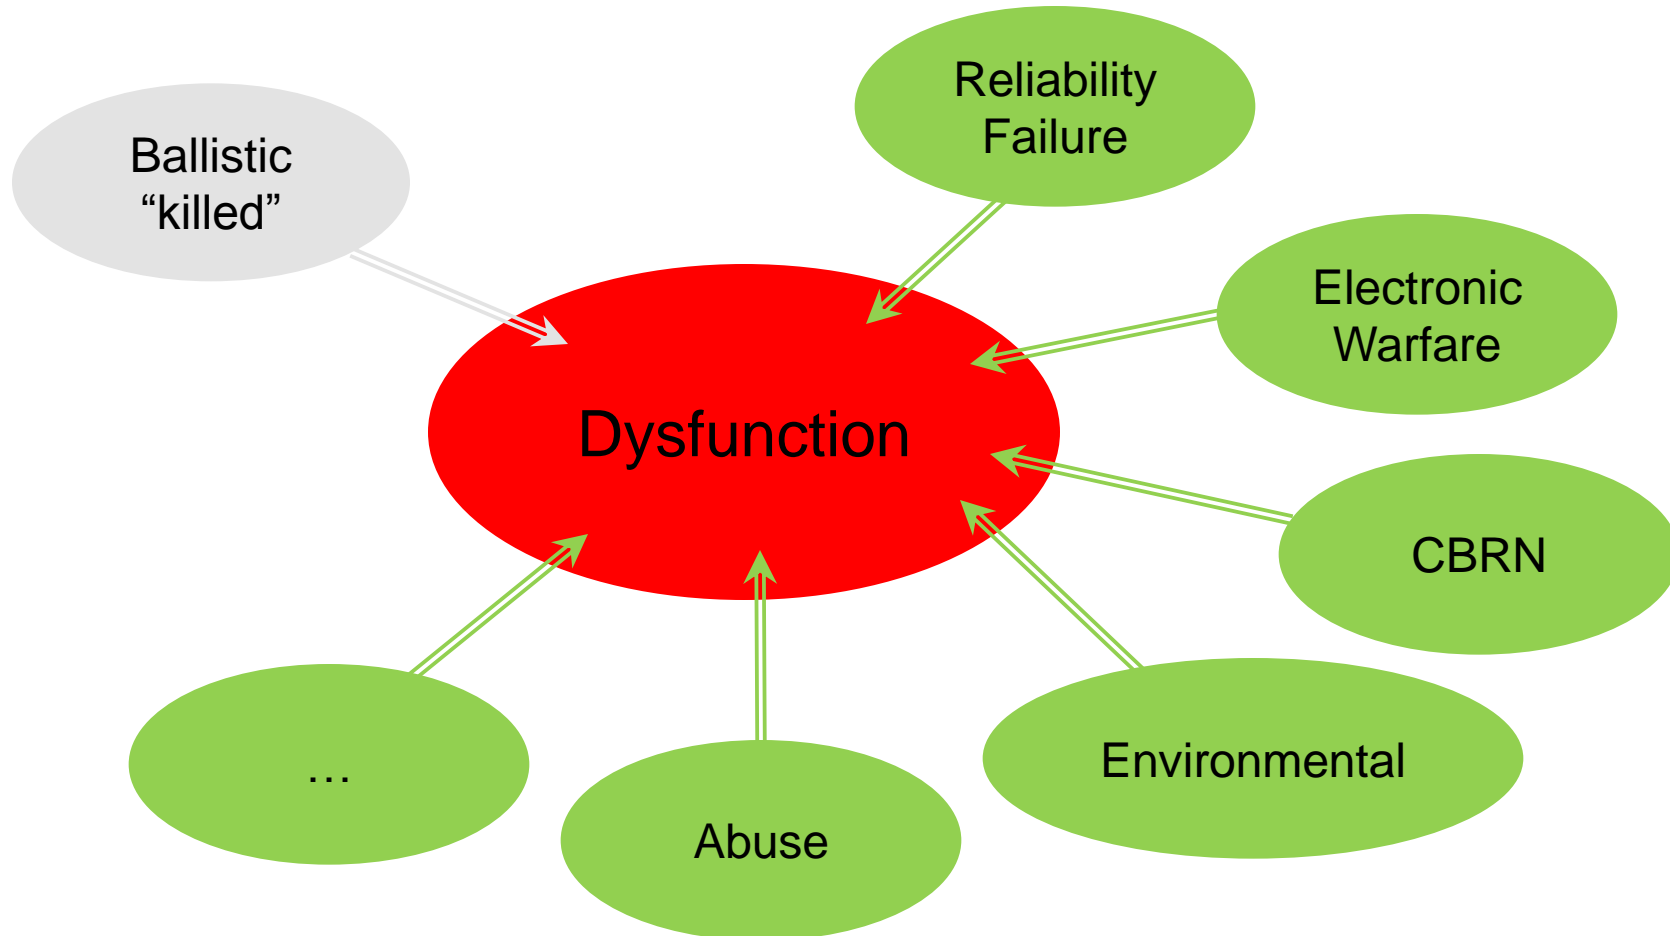 Reliability
Failure
Ballistic
“killed”
Electronic
Warfare
Dysfunction
CBRN
Environmental
…
Abuse